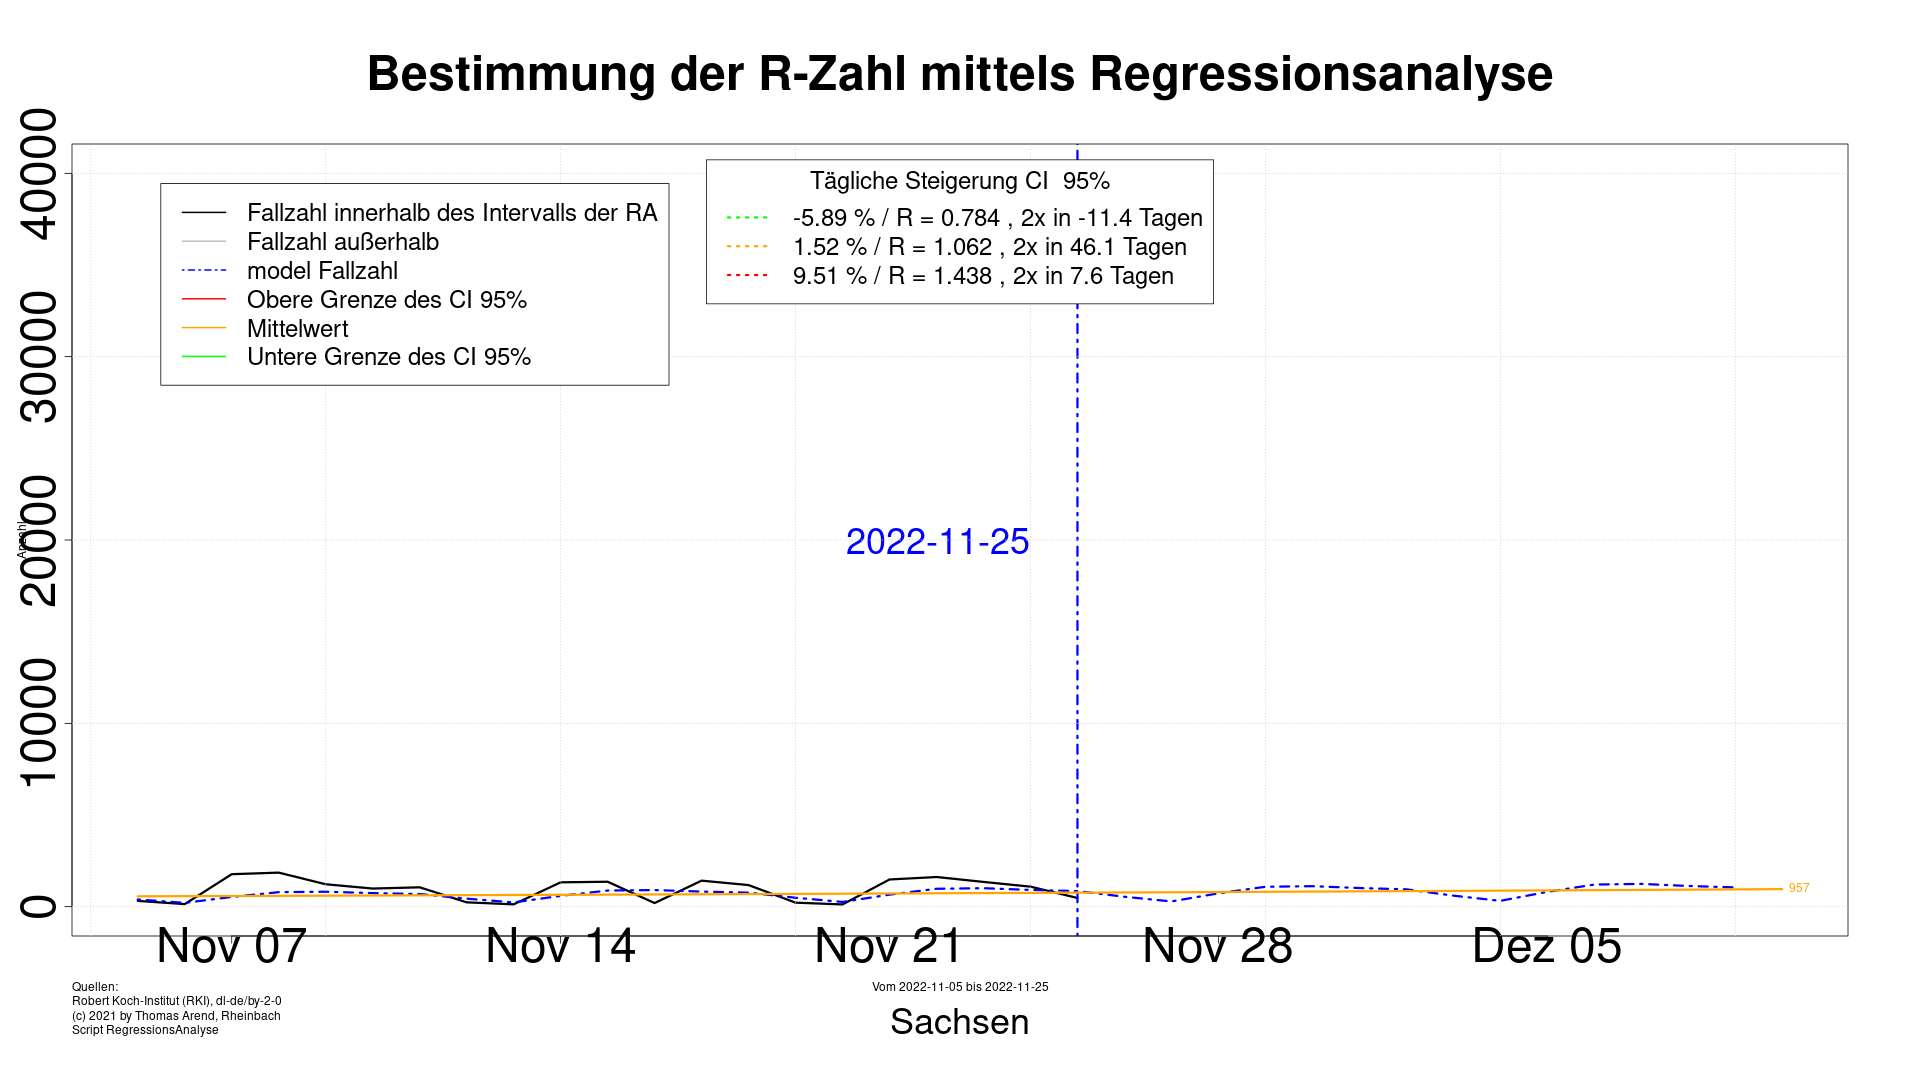 Bestimmung der R-Zahl mittels Regressionsanalyse
Anzahl
40000
30000
20000
10000
0
Fallzahl innerhalb des Intervalls der RA
Fallzahl außerhalb
model Fallzahl
Obere Grenze des CI 95%
Mittelwert
Untere Grenze des CI 95%
Tägliche Steigerung CI  95%
-5.89 % / R = 0.784 , 2x in -11.4 Tagen
1.52 % / R = 1.062 , 2x in 46.1 Tagen
9.51 % / R = 1.438 , 2x in 7.6 Tagen
2022-11-25
957
Nov 07
Nov 14
Nov 21
Nov 28
Dez 05
Quellen:
Robert Koch-Institut (RKI), dl-de/by-2-0
(c) 2021 by Thomas Arend, Rheinbach
Script RegressionsAnalyse
Vom 2022-11-05 bis 2022-11-25
Sachsen